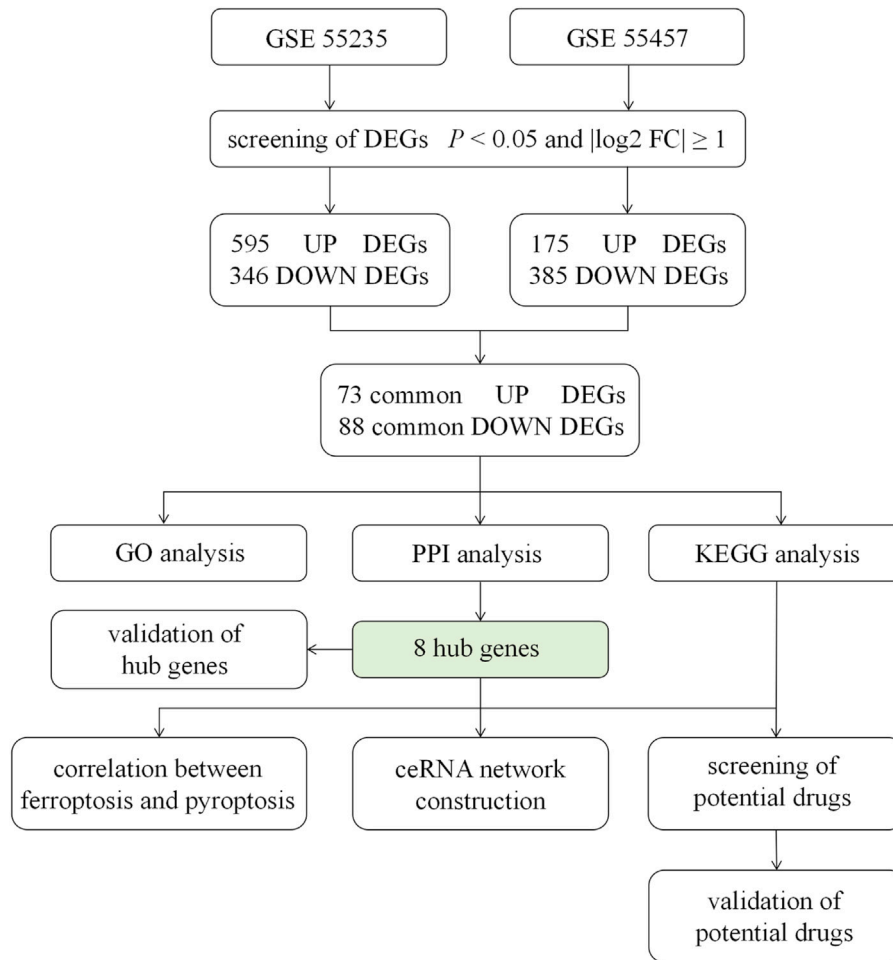 GSE 55235
GSE 55457
screening of DEGs P < 0.05 and |log2 FC| ≥ 1
595 UP DEGs
346 DOWN DEGs
175 UP DEGs
385 DOWN DEGs
73 common UP DEGs
88 common DOWN DEGs
GO analysis
PPI analysis
KEGG analysis
validation of
hub genes
8 hub genes
correlation between
ferroptosis and pyroptosis
ceRNA network
construction
screening of
potential drugs
validation of
potential drugs